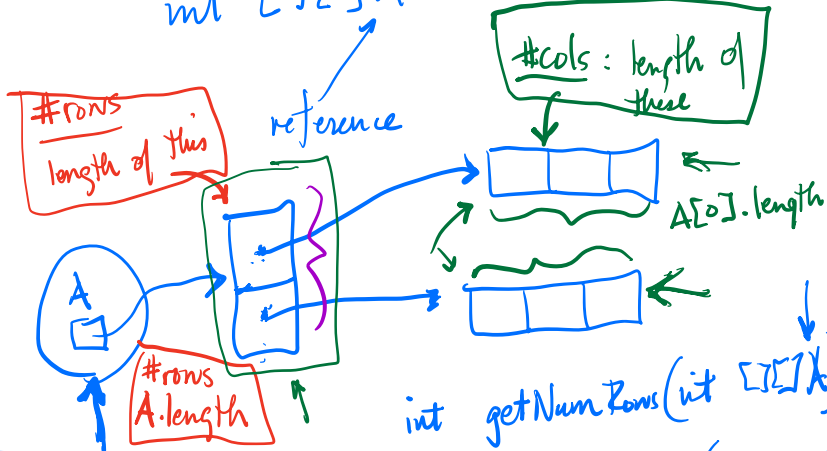 int [][] A
#cols : length of
these
#rows
length of this
reference
A[0].length
A
#rows
A.length
int getNumRows(int [][]A,